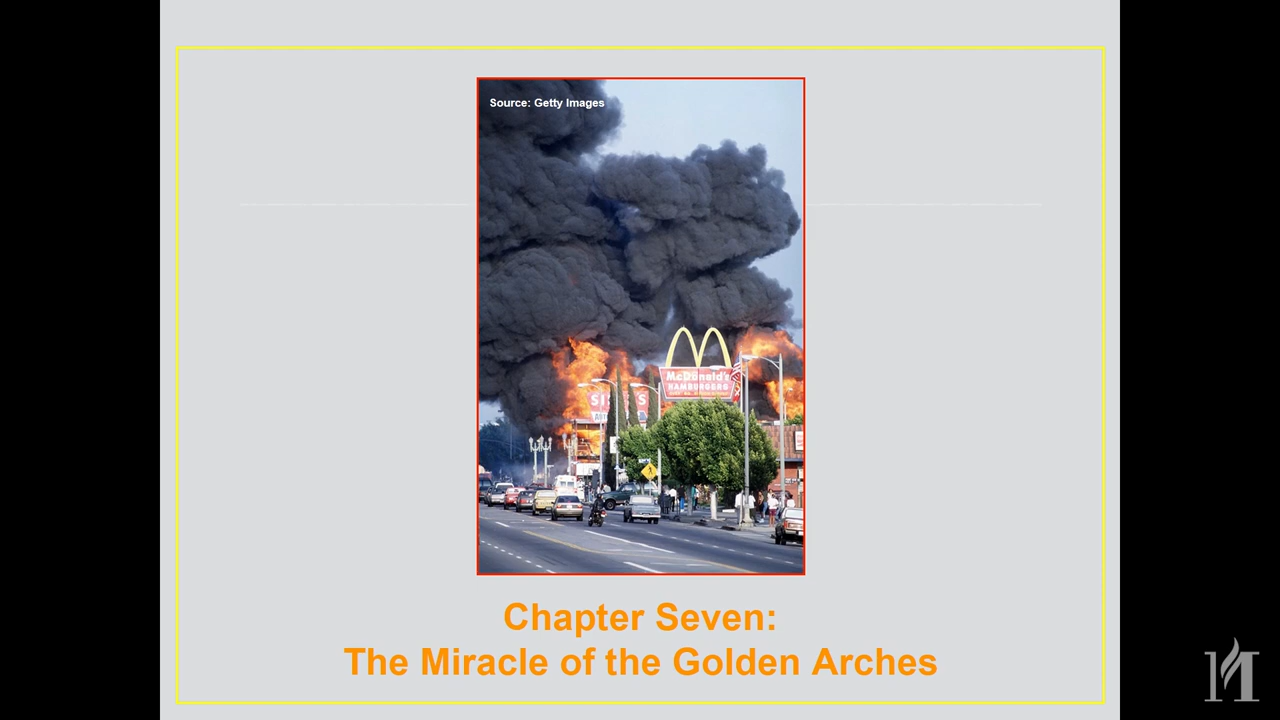 Source: Getty Images
McDonald's
HAMBURGERS
Chapter Seven:
The Miracle of the Golden Arches